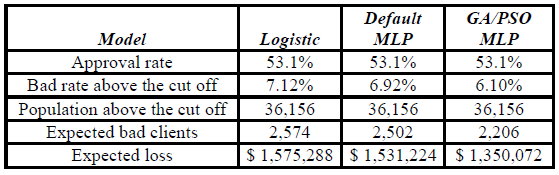 Model Logistic Default MLP GA/PSO MLP
Approval rate 53.1% 53.1% 53.1%
Bad rate above the cut off 7.12% 6.92% 6.10%
Population above the cut off 36,156 36,156 36,156
Expected bad clients 2,574 2,502 2,206
Expected loss $ 1,575,288 $ 1,531,224 $ 1,350,072